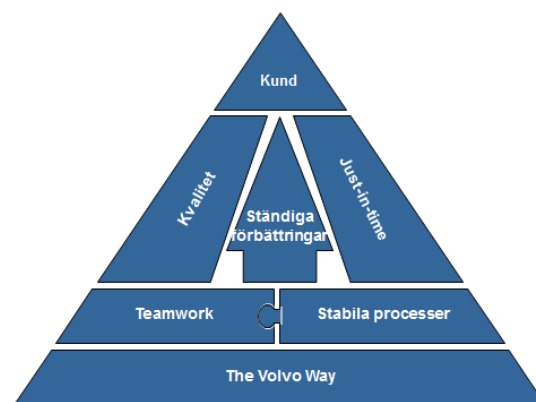 Kund
Kvalitet
Ständiga
förbättringar
Just-in-time
Teamwork
Stabila processer
The Volvo Way